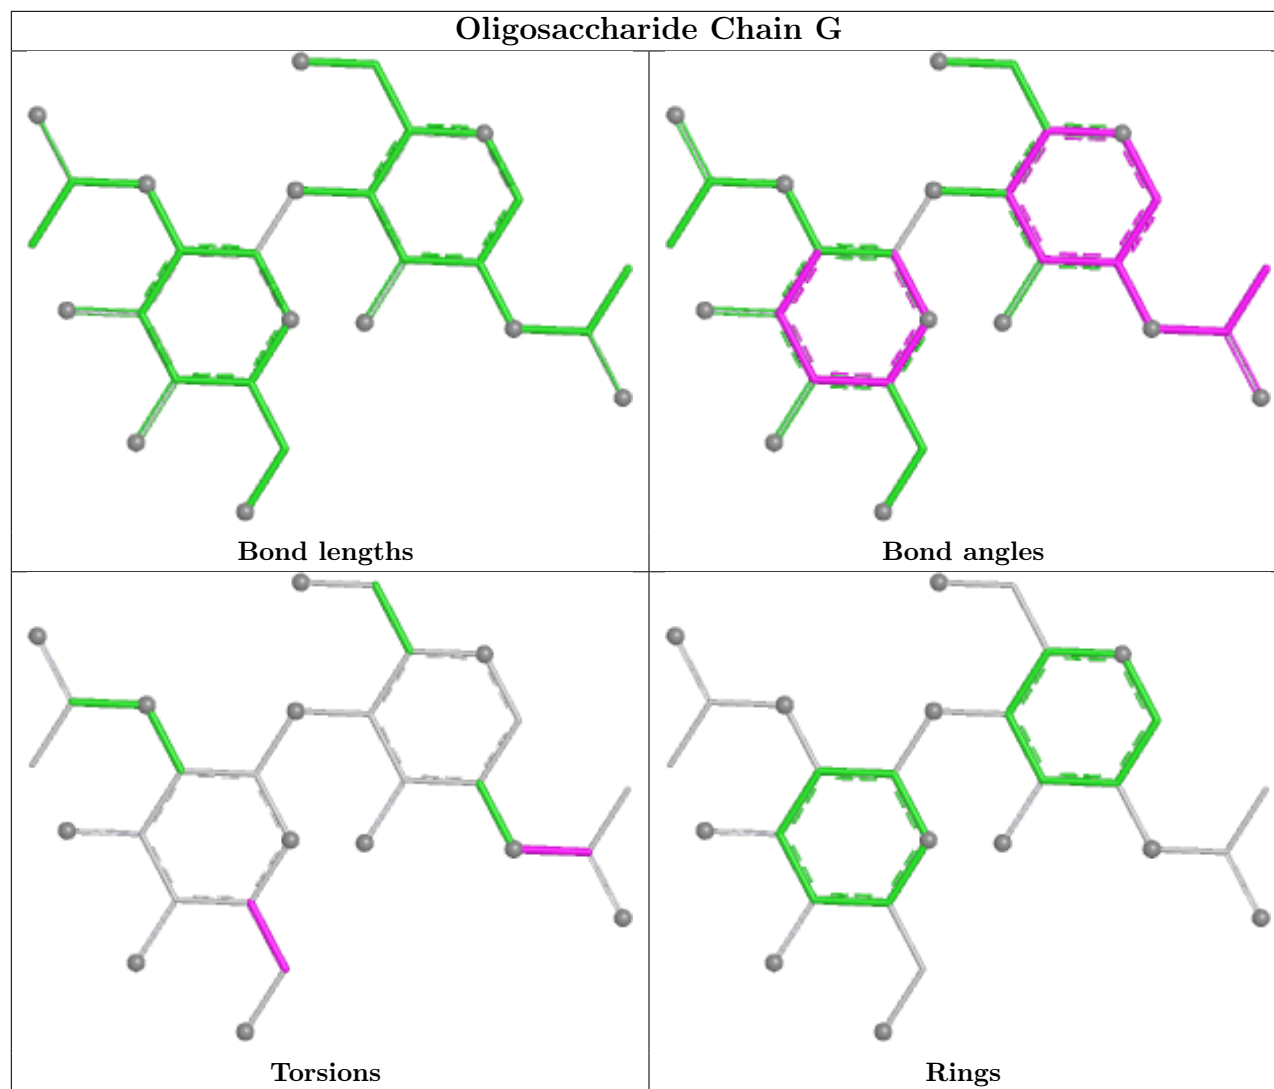 Oligosaccharide Chain G
Bond lengths
Bond angles
Torsions
Rings